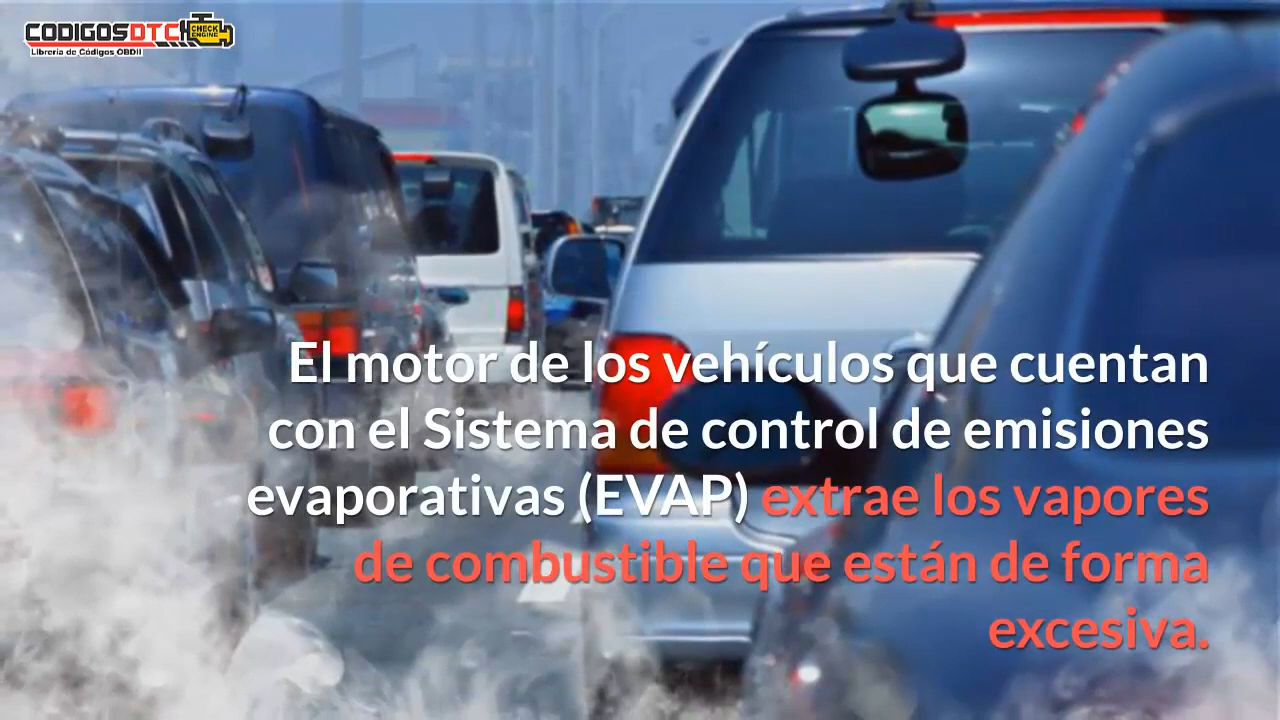 CODIGOSDTC
CHECK
ENGINE
Librería de Códigos OBDII
El motor de los vehículos que cuentan
con el Sistema de control de emisiones
evaporativas (EVAP) extrae los vapores
de combustible que están de forma
excesiva.